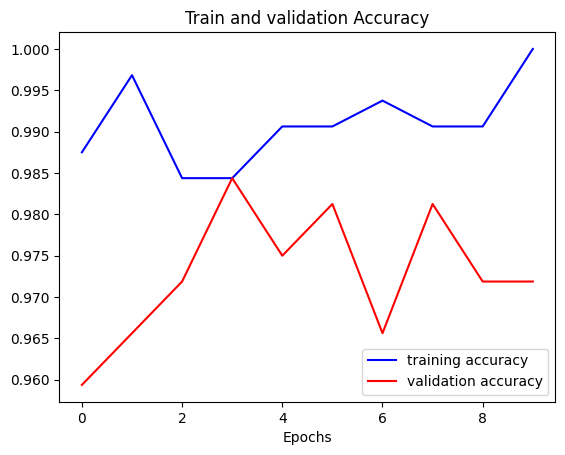 Train and validation Accuracy
1.000
0.995
0.990
0.985
0.980
0.975
0.970
0.965
0.960
training accuracy
validation accuracy
0 2 4 6 8
Epochs